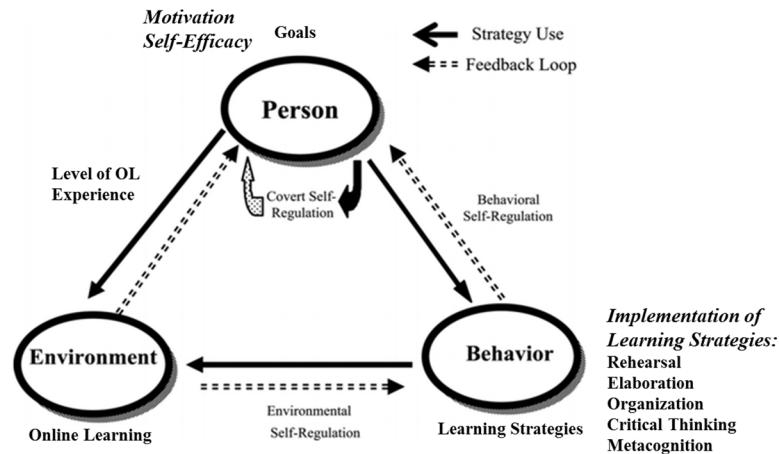 Motivation
Self-Efficacy
Goals
Strategy Use
Feedback Loop
Person
Level of OL
Experience
Covert Self-
Regulation
Behavioral
Self-Regulation
Environment
Behavior
Implementation of
Learning Strategies:
Rehearsal
Elaboration
Organization
Critical Thinking
Metacognition
Environmental
Self-Regulation
Online Learning
Learning Strategies